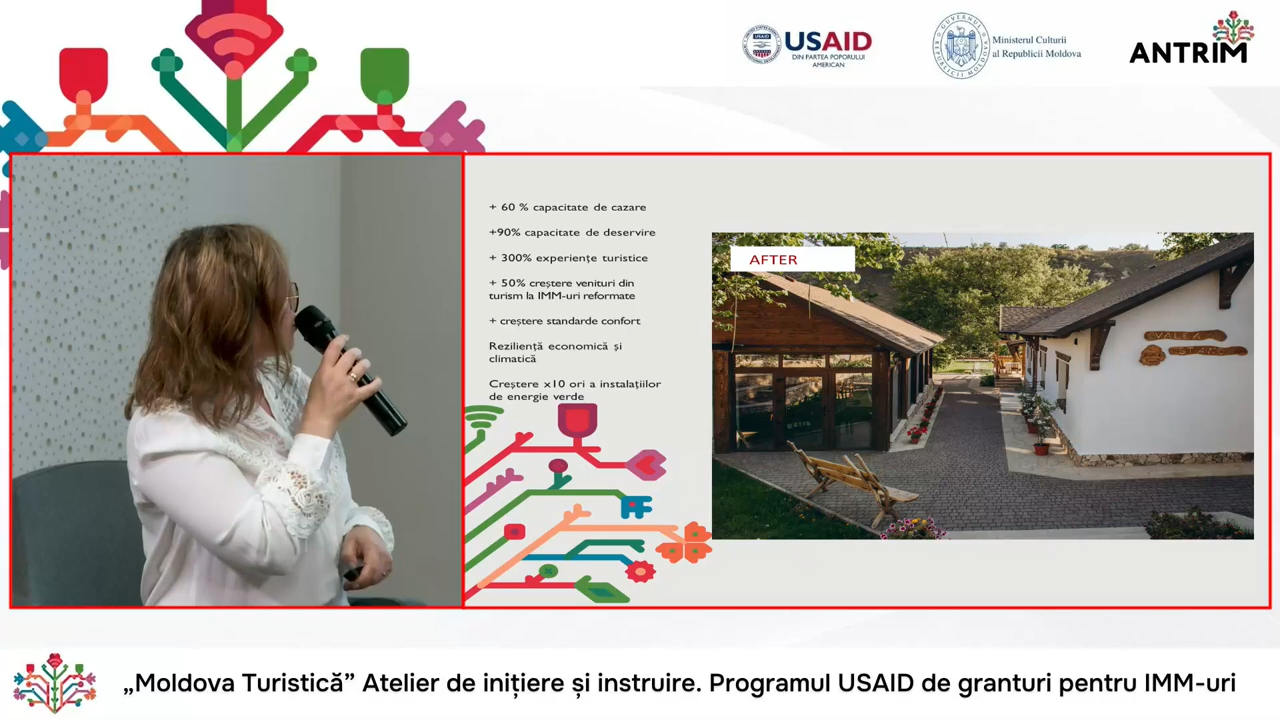 USAID
DIN PARTEA POPORULUI
AMERICAN
Ministerul Culturii
al Republicii Moldova
ANTRIM
+ 60 % capacitate de cazare
+90% capacitate de deservire
+ 300% experiențe turistice
+ 50% creștere venituri din
turism la IMM-uri reformate
+ creștere standarde confort
Reziliență economică și
climatică
Creștere x10 ori a instalațiilor
de energie verde
AFTER
VALEA
„Moldova Turistică” Atelier de inițiere și instruire. Programul USAID de granturi pentru IMM-uri